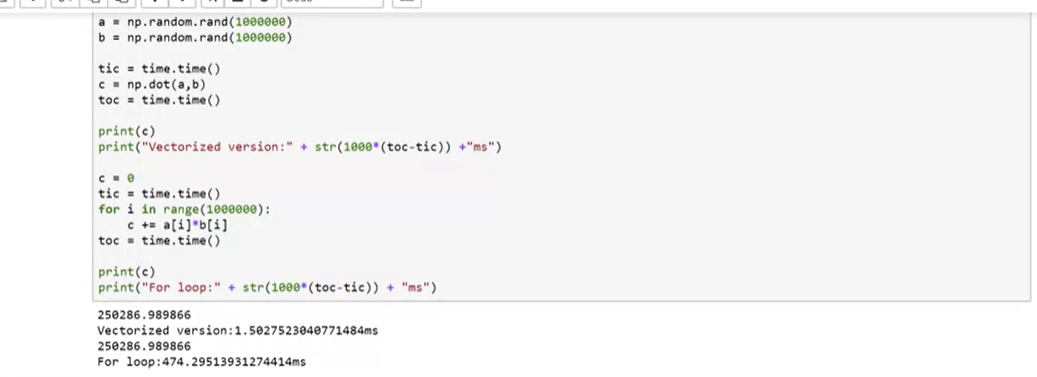 a = np.random.rand(1000000)
b = np.random.rand(1000000)
tic = time.time()
c = np.dot(a,b)
toc = time.time()
print(c)
print("Vectorized version:" + str(1000*(toc-tic)) +"ms")
c = 0
tic = time.time()
for i in range(1000000):
c += a[i]*b[i]
toc = time.time()
print(c)
print("For loop:" + str(1000*(toc-tic)) + "ms")
250286.989866
Vectorized version:1.5027523040771484ms
250286.989866
For loop:474.29513931274414ms